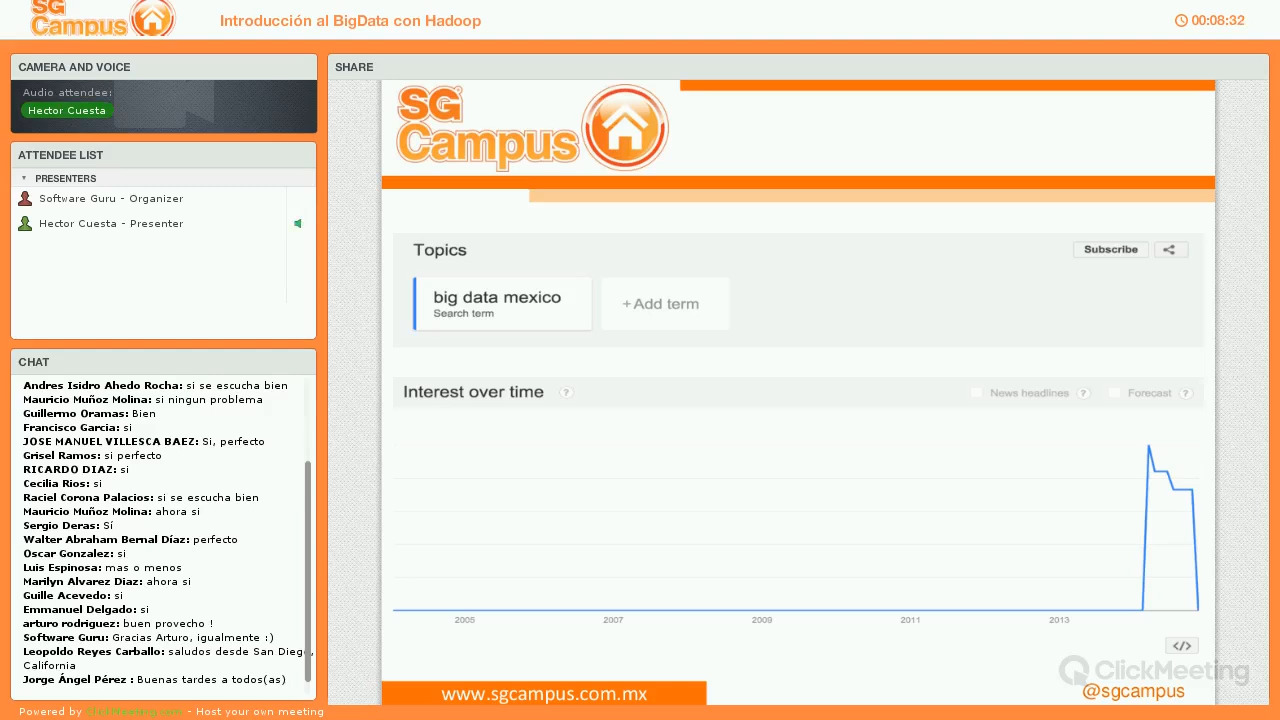 SG
Campus
Introducción al BigData con Hadoop
00:08:32
CAMERA AND VOICE
Audio attendee:
Hector Cuesta
ATTENDEE LIST
PRESENTERS
Software Guru - Organizer
Hector Cuesta - Presenter
CHAT
Andres Isidro Ahedo Rocha: si se escucha bien
Mauricio Muñoz Molina: si ningun problema
Guillermo Oramas: Bien
Francisco Garcia: si
JOSE MANUEL VILLESCA BAEZ: Si, perfecto
Grisel Ramos: si perfecto
RICARDO DIAZ: si
Cecilia Rios: si
Raciel Corona Palacios: si se escucha bien
Mauricio Muñoz Molina: ahora si
Sergio Deras: Sí
Walter Abraham Bernal Díaz: perfecto
Oscar Gonzalez: si
Luis Espinosa: mas o menos
Marilyn Alvarez Diaz: ahora si
Guille Acevedo: si
Emmanuel Delgado: si
arturo rodriguez: buen provecho !
Software Guru: Gracias Arturo, igualmente :)
Leopoldo Reyes Carballo: saludos desde San Diego,
California
Jorge Ángel Pérez : Buenas tardes a todos(as)
Powered by ClickMeeting.com - Host your own meeting
SHARE
SG
Campus
Topics
Subscribe
big data mexico
Search term
+ Add term
Interest over time ?
News headlines ?
Forecast ?
2005
2007
2009
2011
2013
</>
ClickMeeting
www.sgcampus.com.mx
@sgcampus